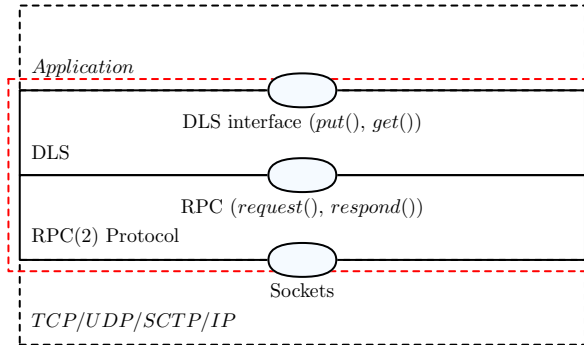 Application
DLS interface (put(), get())
DLS
RPC (request(), respond())
RPC(2) Protocol
Sockets
TCP/UDP/SCTP/IP